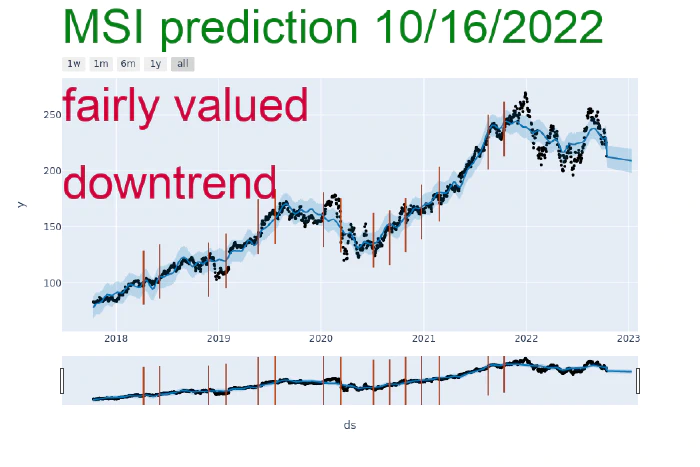 MSI prediction 10/16/2022
1w 1m 6m 1y all
fairly valued
downtrend
250
200
150
100
y
2018 2019 2020 2021 2022 2023
ds